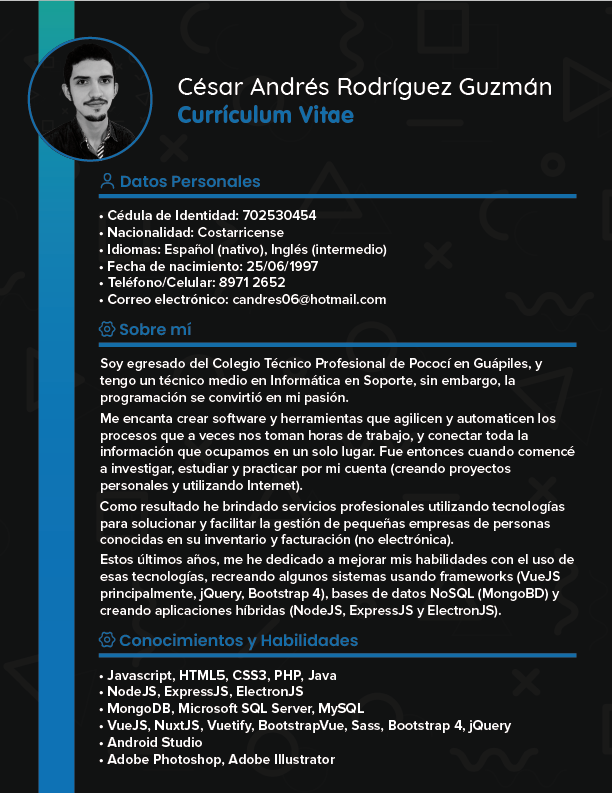 César Andrés Rodríguez Guzmán
Currículum Vitae
Datos Personales
• Cédula de Identidad: 702530454
• Nacionalidad: Costarricense
• Idiomas: Español (nativo), Inglés (intermedio)
• Fecha de nacimiento: 25/06/1997
• Teléfono/Celular: 8971 2652
• Correo electrónico: candres06@hotmail.com
Sobre mí
Soy egresado del Colegio Técnico Profesional de Pococí en Guápiles, y
tengo un técnico medio en Informática en Soporte, sin embargo, la
programación se convirtió en mi pasión.
Me encanta crear software y herramientas que agilicen y automaticen los
procesos que a veces nos toman horas de trabajo, y conectar toda la
información que ocupamos en un solo lugar. Fue entonces cuando comencé
a investigar, estudiar y practicar por mi cuenta (creando proyectos
personales y utilizando Internet).
Como resultado he brindado servicios profesionales utilizando tecnologías
para solucionar y facilitar la gestión de pequeñas empresas de personas
conocidas en su inventario y facturación (no electrónica).
Estos últimos años, me he dedicado a mejorar mis habilidades con el uso de
esas tecnologías, recreando algunos sistemas usando frameworks (VueJS
principalmente, jQuery, Bootstrap 4), bases de datos NoSQL (MongoBD) y
creando aplicaciones híbridas (NodeJS, ExpressJS y ElectronJS).
Conocimientos y Habilidades
• Javascript, HTML5, CSS3, PHP, Java
• NodeJS, ExpressJS, ElectronJS
• MongoDB, Microsoft SQL Server, MySQL
• VueJS, NuxtJS, Vuetify, BootstrapVue, Sass, Bootstrap 4, jQuery
• Android Studio
• Adobe Photoshop, Adobe Illustrator